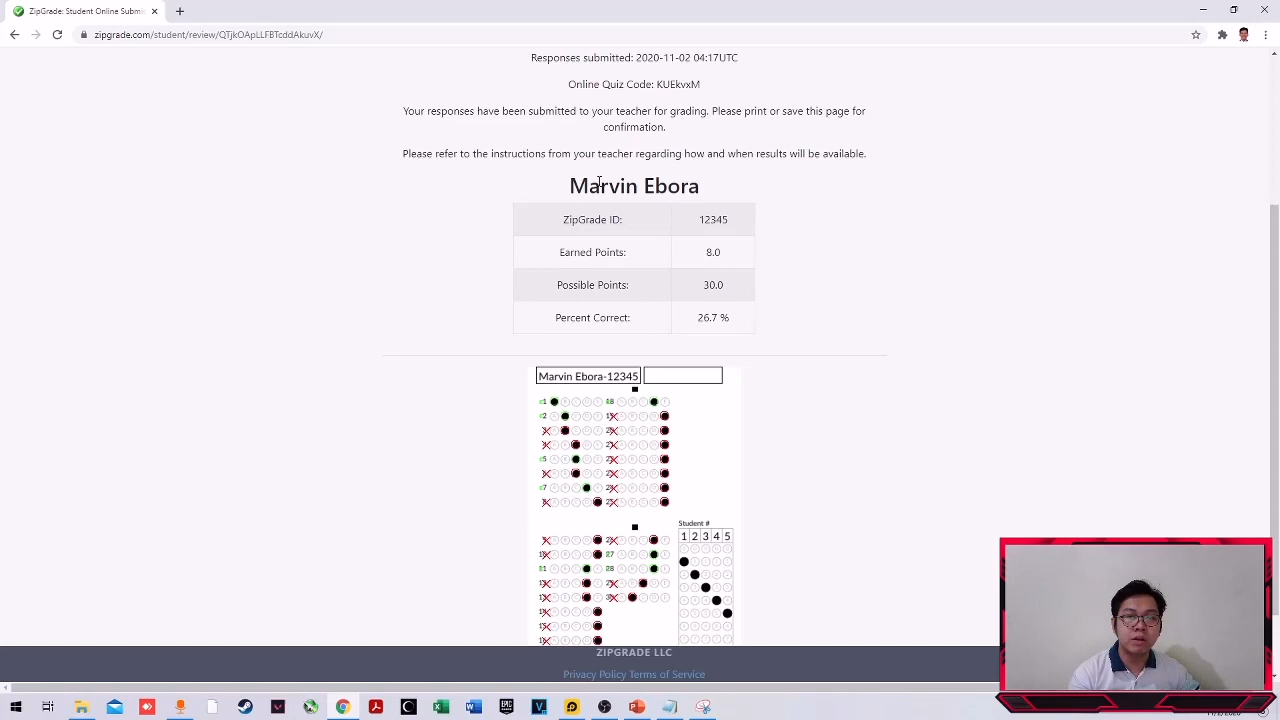 ZipGrade: Student Online Submi
zipgrade.com/student/review/QTjkOApLLFBTcddAkuvX/
Responses submitted: 2020-11-02 04:17UTC
Online Quiz Code: KUEkvxM
Your responses have been submitted to your teacher for grading. Please print or save this page for
confirmation.
Please refer to the instructions from your teacher regarding how and when results will be available.
Marvin Ebora
ZipGrade ID: 12345
Earned Points: 8.0
Possible Points: 30.0
Percent Correct: 26.7 %
Marvin Ebora-12345
Student #
1 2 3 4 5
ZIPGRADE LLC
Privacy Policy Terms of Service